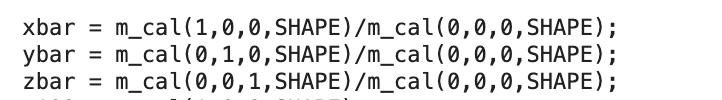 xbar = m_cal(1,0,0,SHAPE)/m_cal(0,0,0,SHAPE);
ybar = m_cal(0,1,0,SHAPE)/m_cal(0,0,0,SHAPE);
zbar = m_cal(0,0,1,SHAPE)/m_cal(0,0,0,SHAPE);